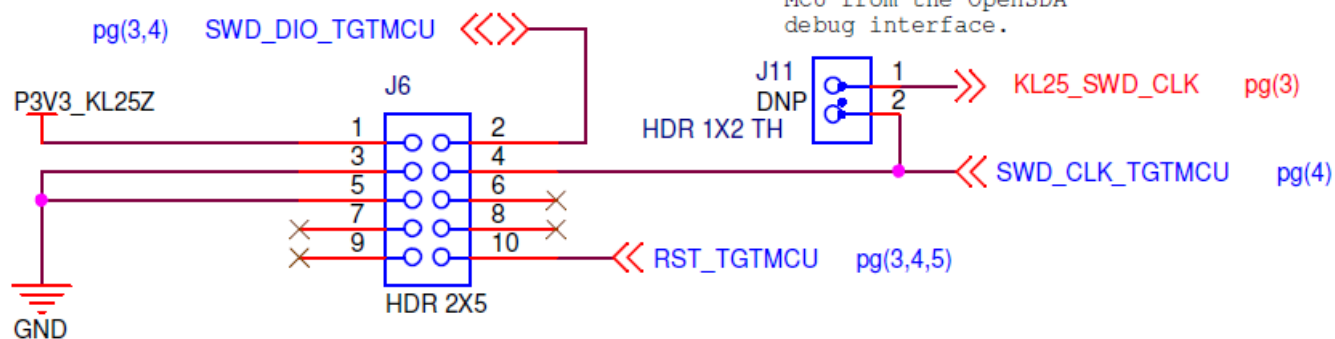 MCU from the OpenSDA
debug interface.
pg(3,4) SWD_DIO_TGTMCU
J11
DNP
HDR 1X2 TH
1
2
KL25_SWD_CLK pg(3)
P3V3_KL25Z
J6
1 2
3 4
5 6
7 8
9 10
SWD_CLK_TGTMCU pg(4)
RST_TGTMCU pg(3,4,5)
HDR 2X5
GND